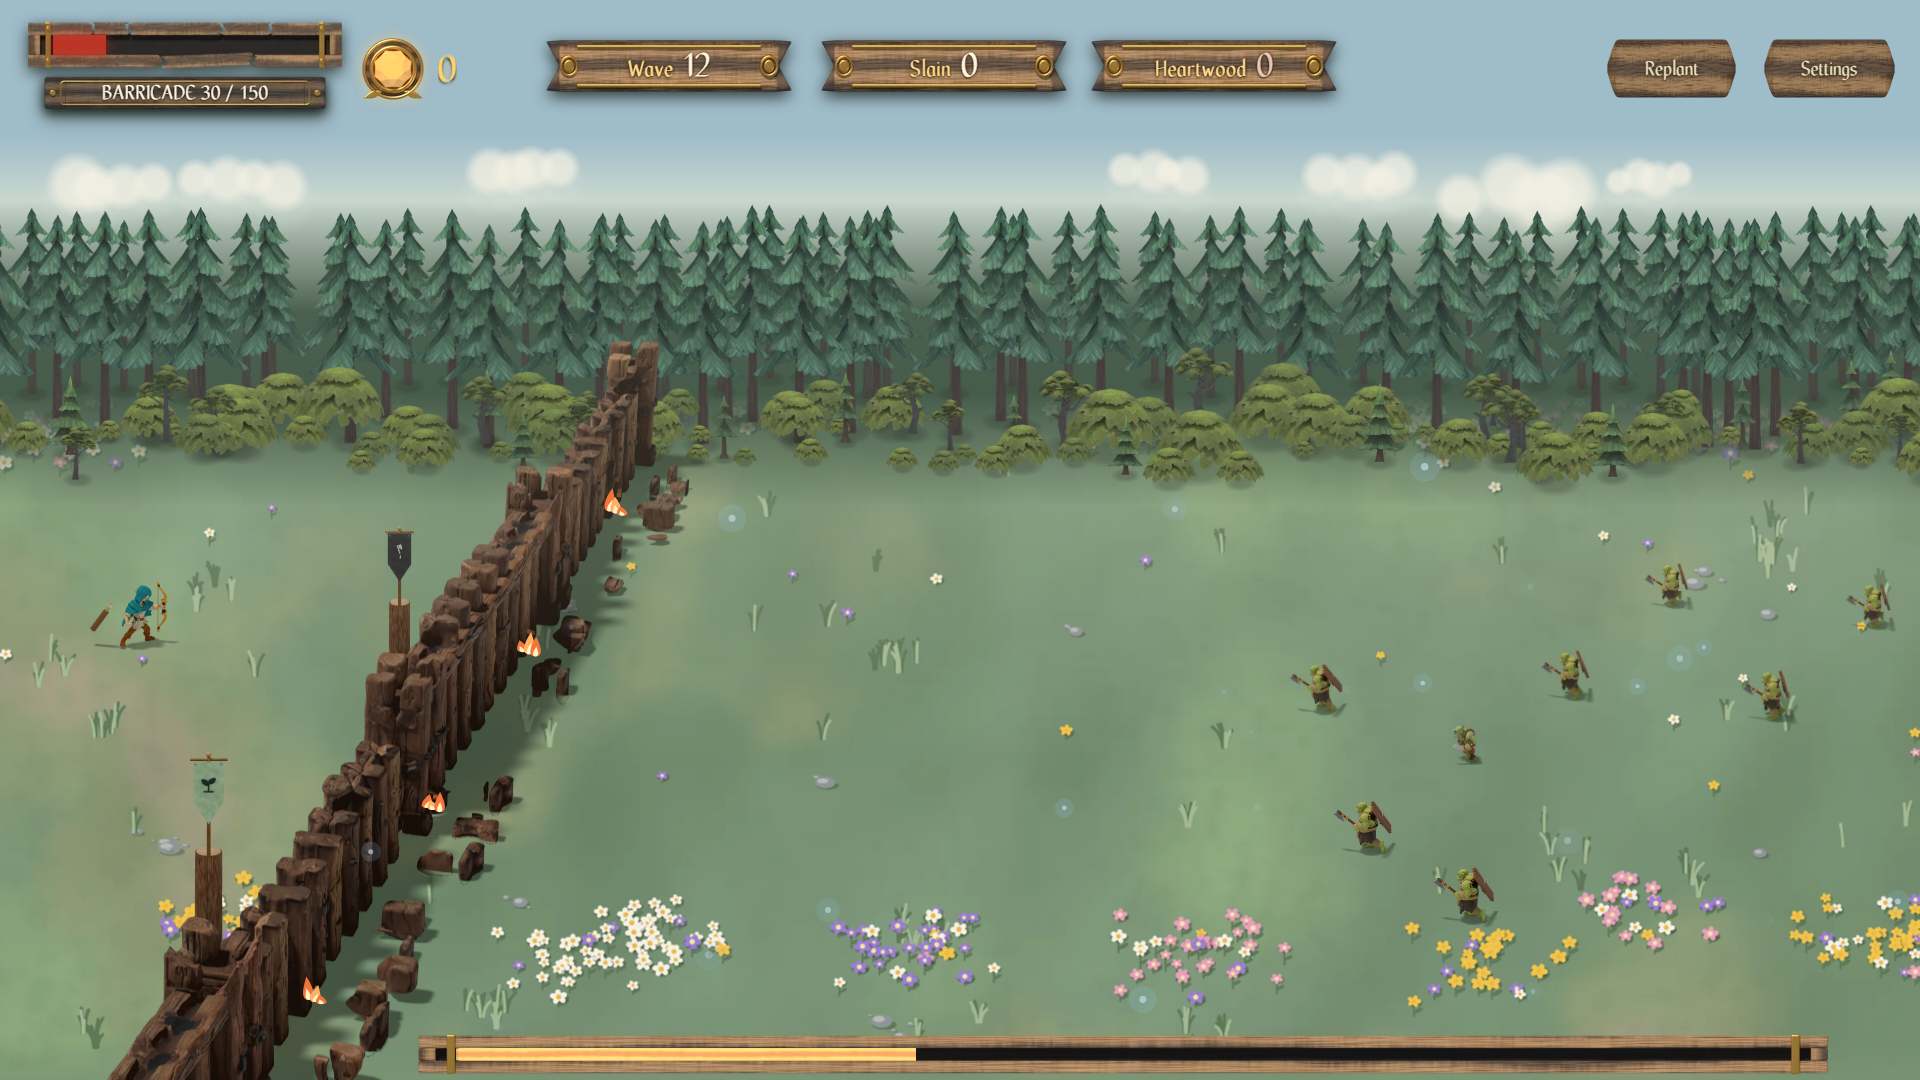 BARRICADE 30 / 150
0
Wave 12
Slain 0
Heartwood 0
Replant
Settings